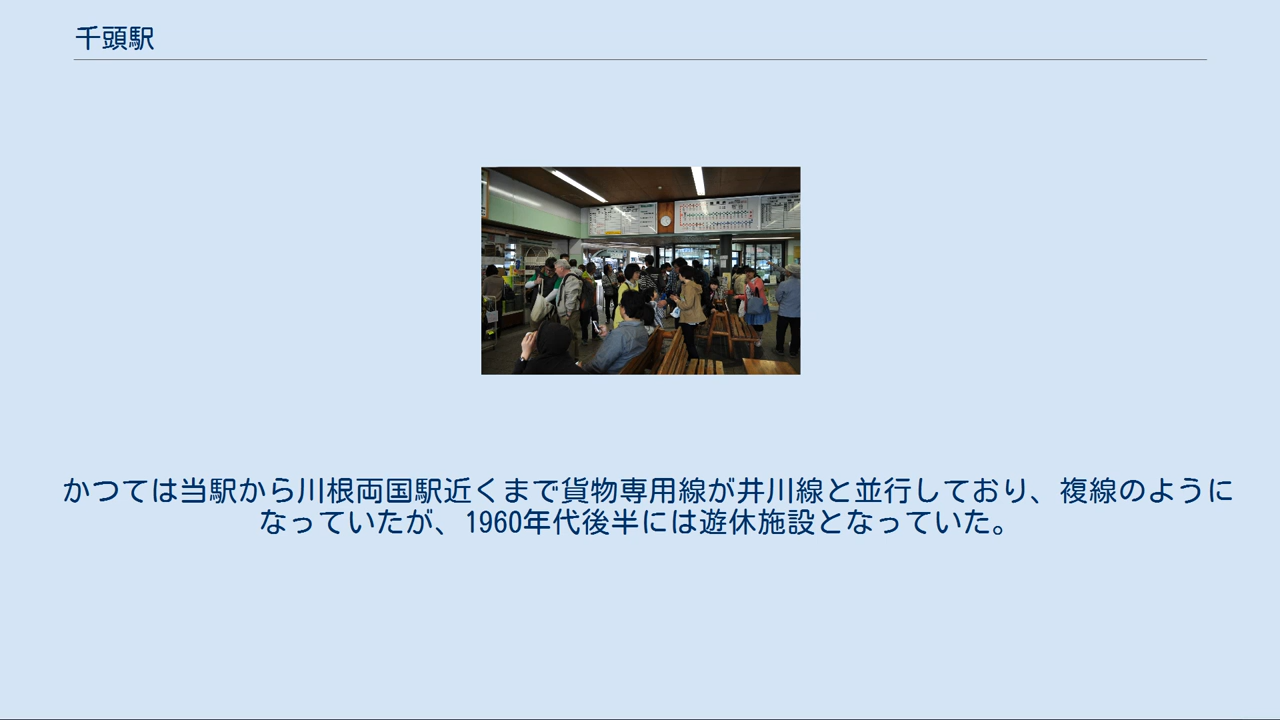 千頭駅
かつては当駅から川根両国駅近くまで貨物専用線が井川線と並行しており、複線のように
なっていたが、1960年代後半には遊休施設となっていた。